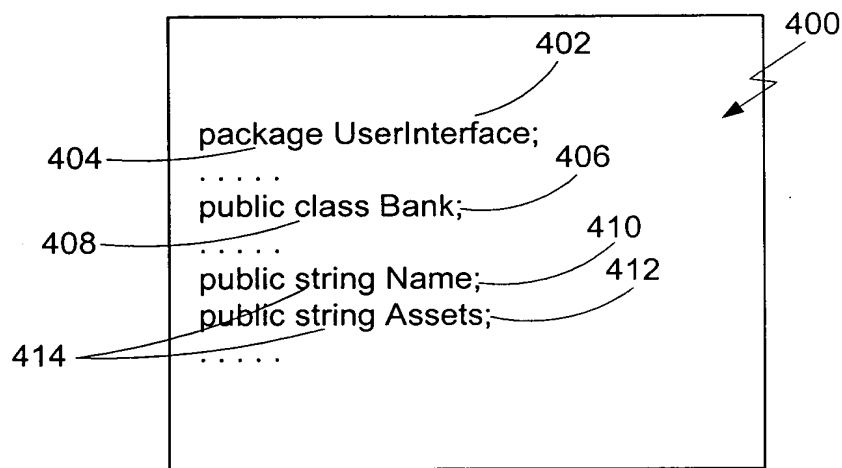 400
402
package UserInterface;
404
. . . . .
406
public class Bank;
408
. . . . .
410
public string Name;
412
public string Assets;
414
. . . . .